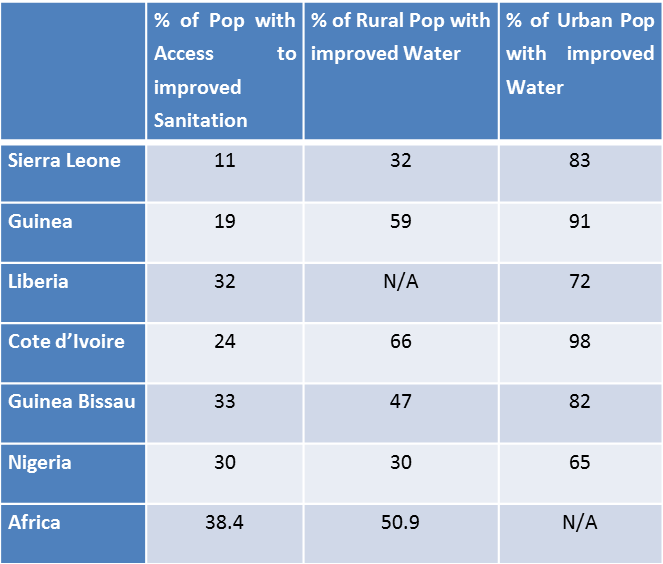 % of Pop with Access to improved Sanitation | % of Rural Pop with improved Water | % of Urban Pop with improved Water
Sierra Leone 11 32 83
Guinea 19 59 91
Liberia 32 N/A 72
Cote d’Ivoire 24 66 98
Guinea Bissau 33 47 82
Nigeria 30 30 65
Africa 38.4 50.9 N/A